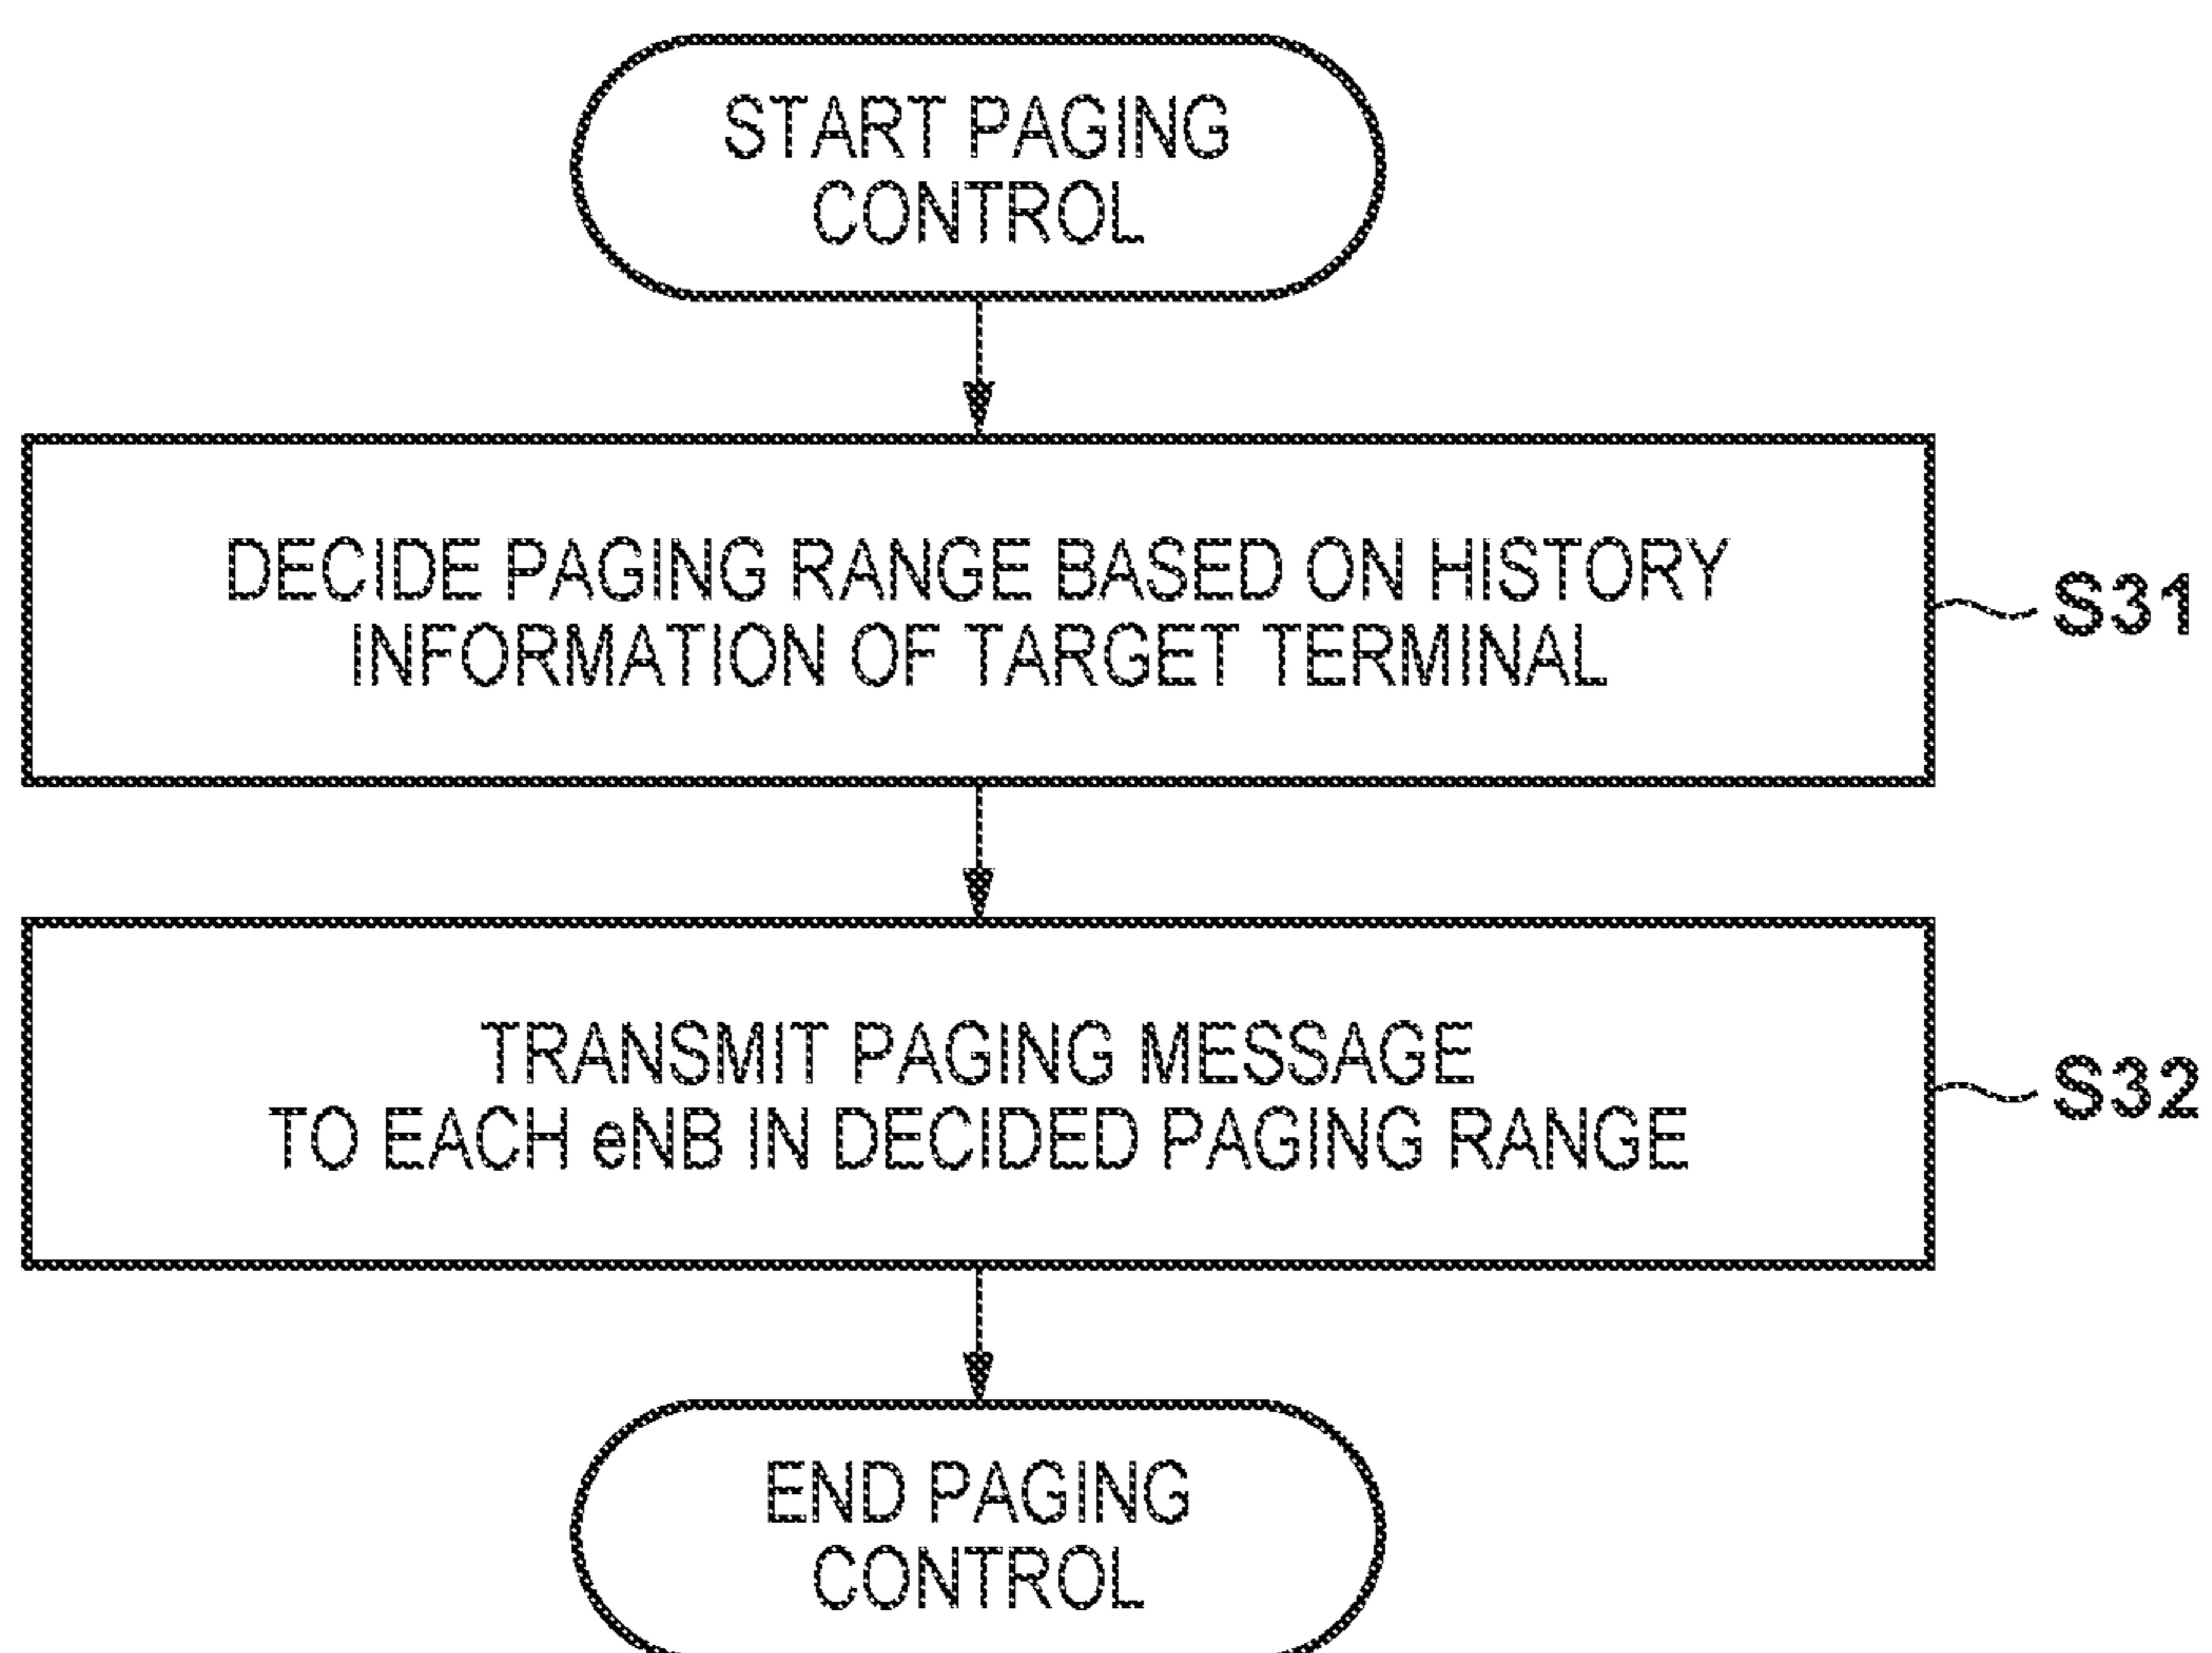 START PAGING
CONTROL
DECIDE PAGING RANGE BASED ON HISTORY
INFORMATION OF TARGET TERMINAL
S31
TRANSMIT PAGING MESSAGE
TO EACH eNB IN DECIDED PAGING RANGE
S32
END PAGING
CONTROL